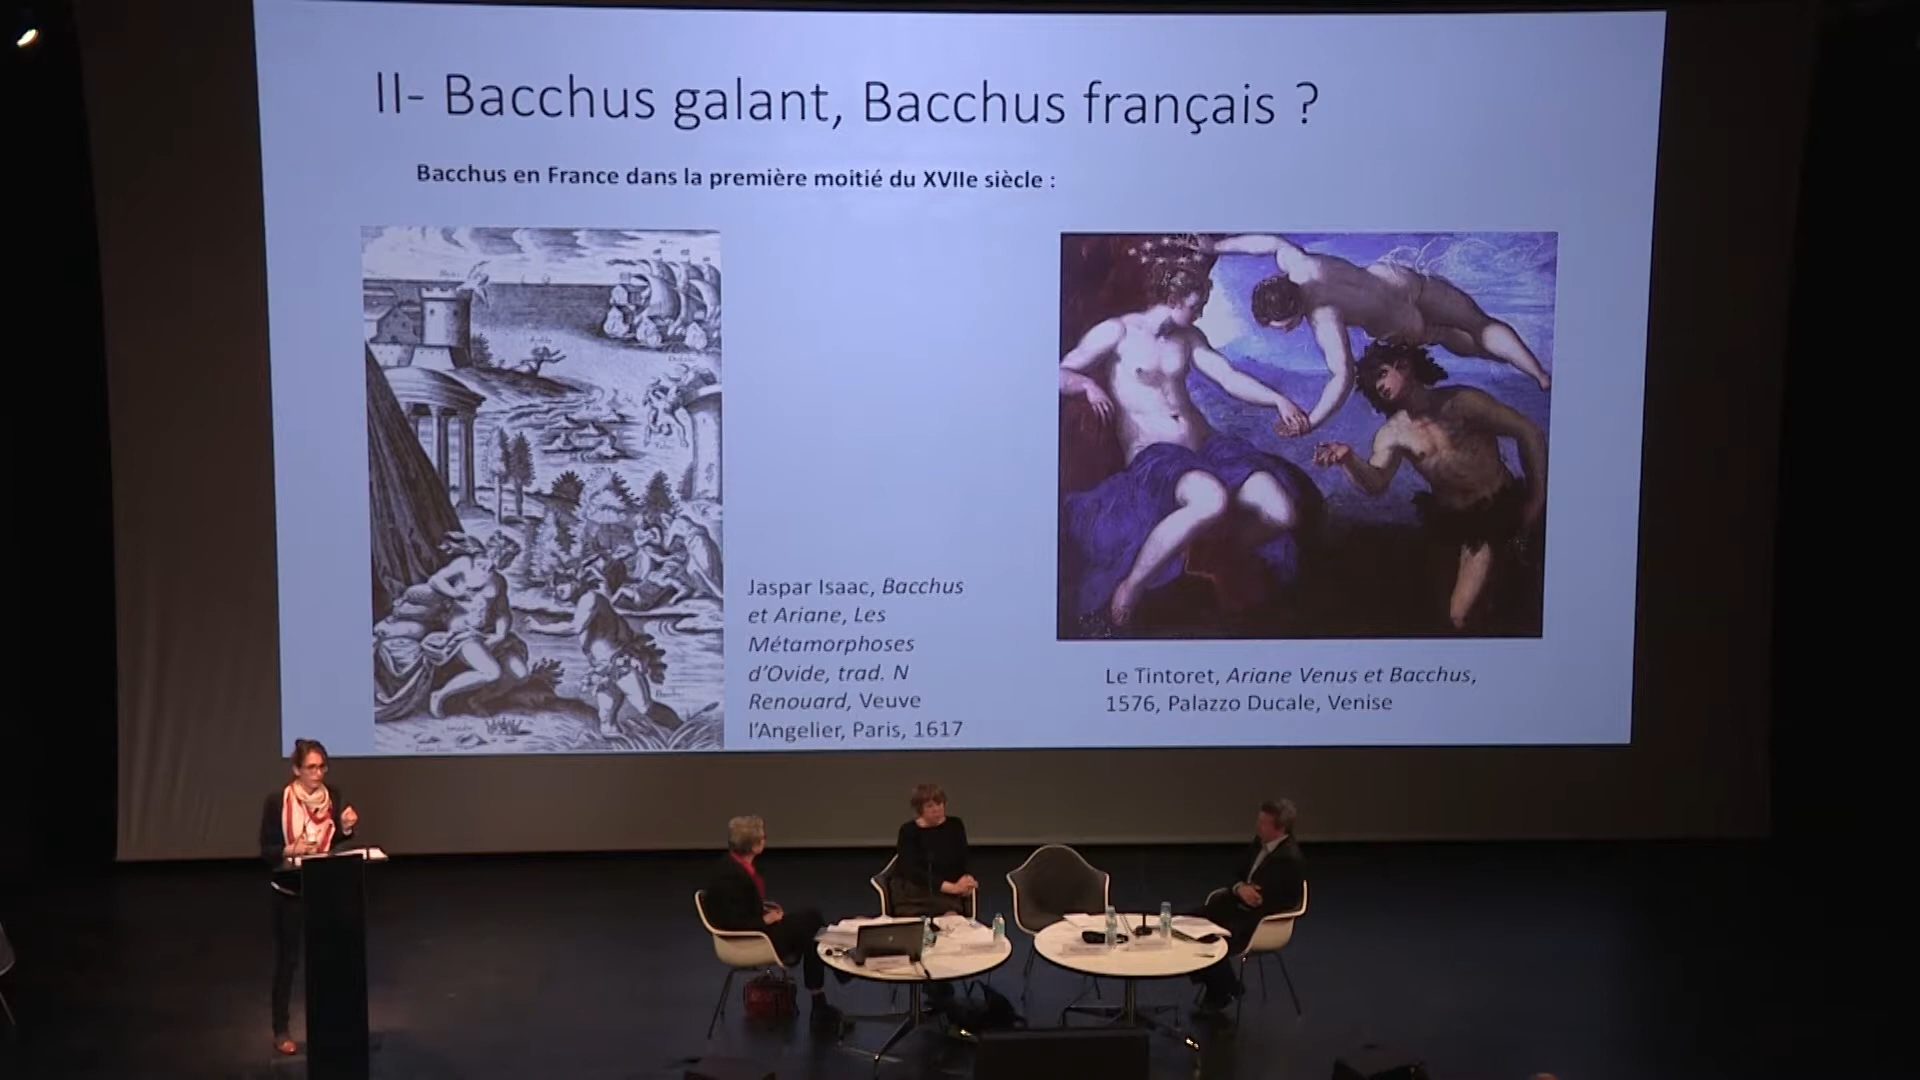 II- Bacchus galant, Bacchus français ?
Bacchus en France dans la première moitié du XVIIe siècle :
Jaspar Isaac, Bacchus
et Ariane, Les
Métamorphoses
d'Ovide, trad. N
Renouard, Veuve
l'Angelier, Paris, 1617
Le Tintoret, Ariane Venus et Bacchus,
1576, Palazzo Ducale, Venise